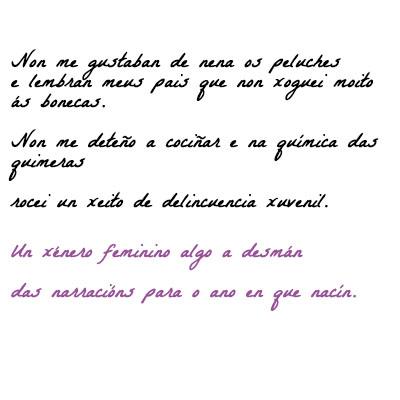 Non me gustaban de nena os peluches
e lembran meus pais que non xoguei moito
ás bonecas.
Non me deteño a cociñar e na química das
quimeras
rocei un xeito de delincuencia xuvenil.
Un xénero feminino algo a desmán
das narracións para o ano en que nacín.